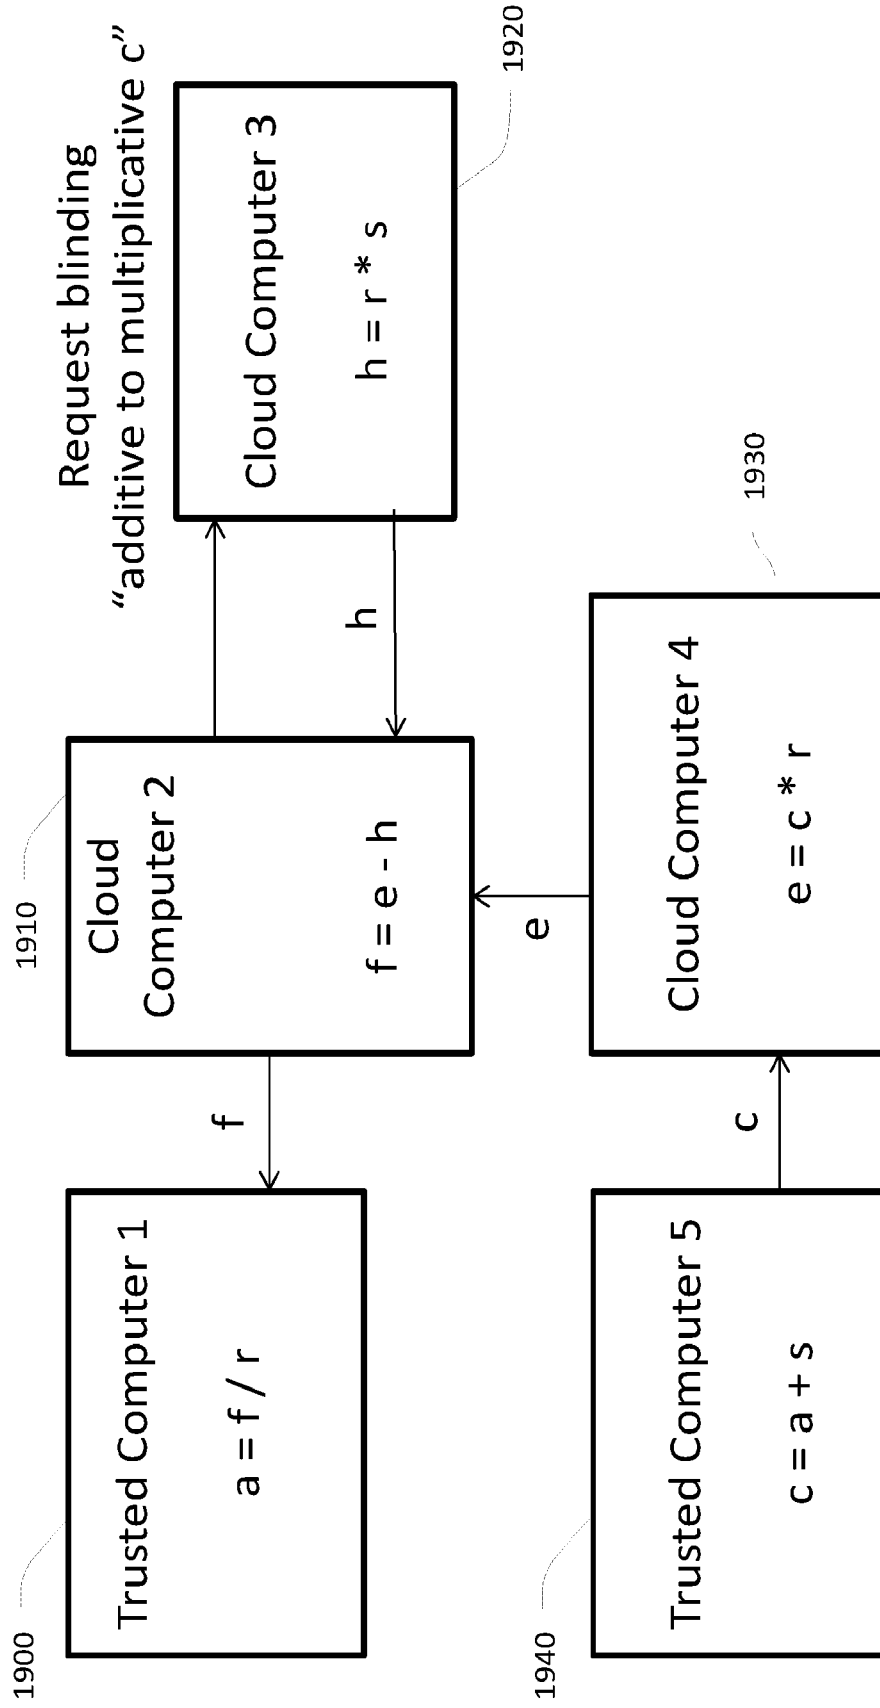 Request blinding
“additive to multiplicative c”
1900
Trusted Computer 1
a = f / r
f
1910
Cloud
Computer 2
f = e - h
h
Cloud Computer 3
h = r * s
1920
1940
Trusted Computer 5
c = a + s
c
e
Cloud Computer 4
e = c * r
1930